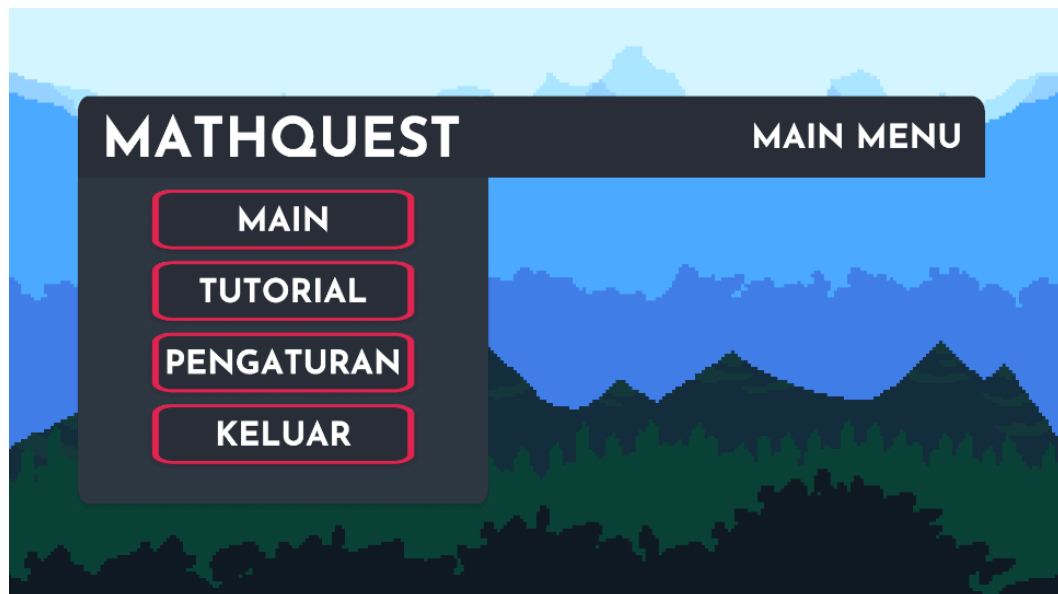 MATHQUEST
MAIN MENU
MAIN
TUTORIAL
PENGATURAN
KELUAR